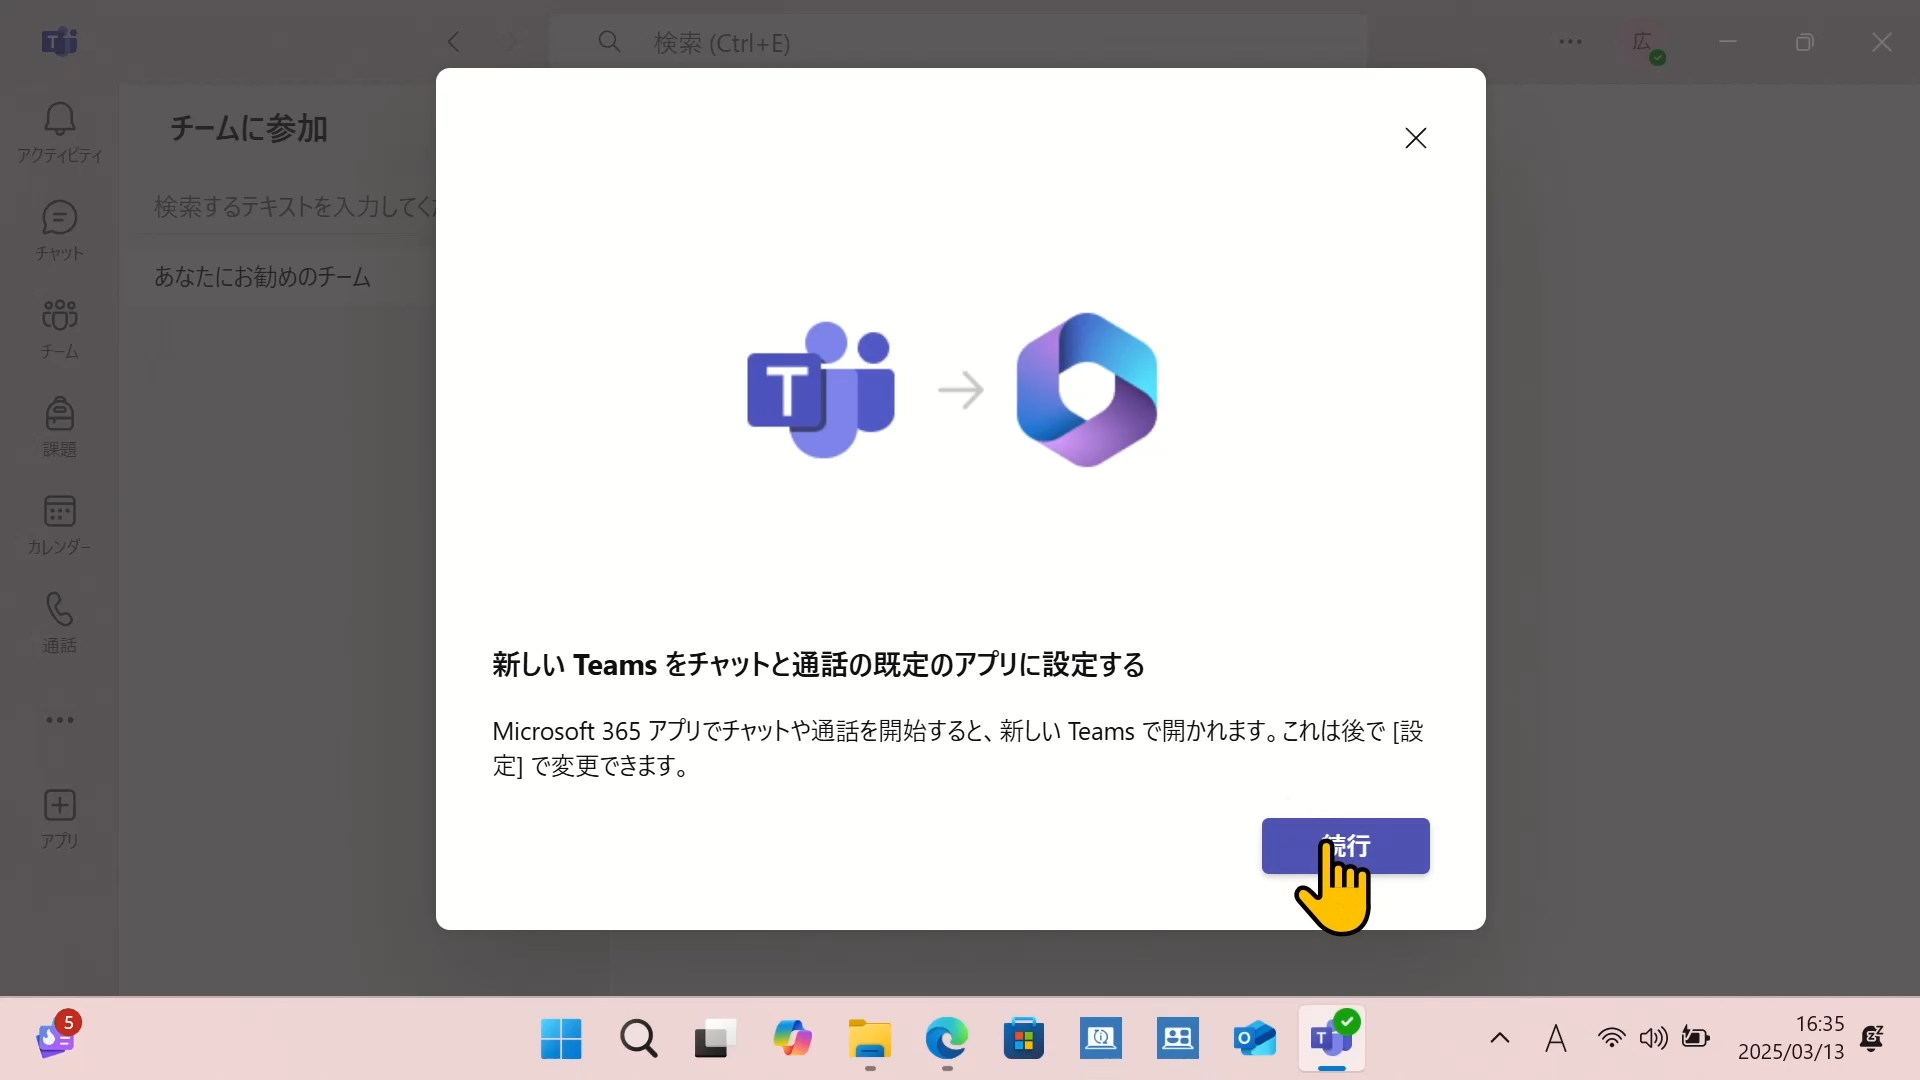 検索 (Ctrl+E)
広
チームに参加
検索するテキストを入力してく
あなたにお勧めのチーム
アクティビティ
チャット
チーム
課題
カレンダー
通話
アプリ
T
新しい Teams をチャットと通話の既定のアプリに設定する
Microsoft 365 アプリでチャットや通話を開始すると、新しい Teams で開かれます。これは後で [設
定] で変更できます。
続行
5
A
16:35
2025/03/13